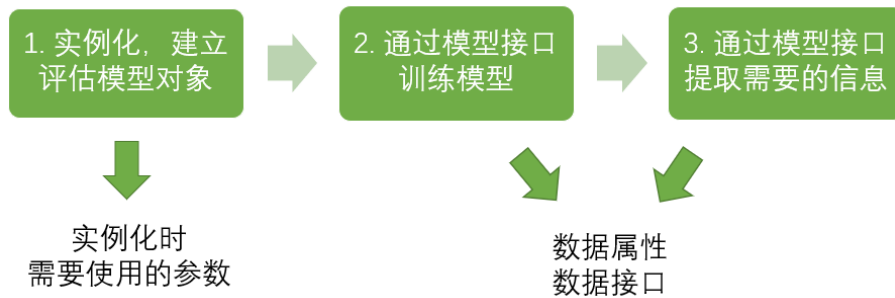 1. 实例化，建立
评估模型对象
2. 通过模型接口
训练模型
3. 通过模型接口
提取需要的信息
实例化时
需要使用的参数
数据属性
数据接口